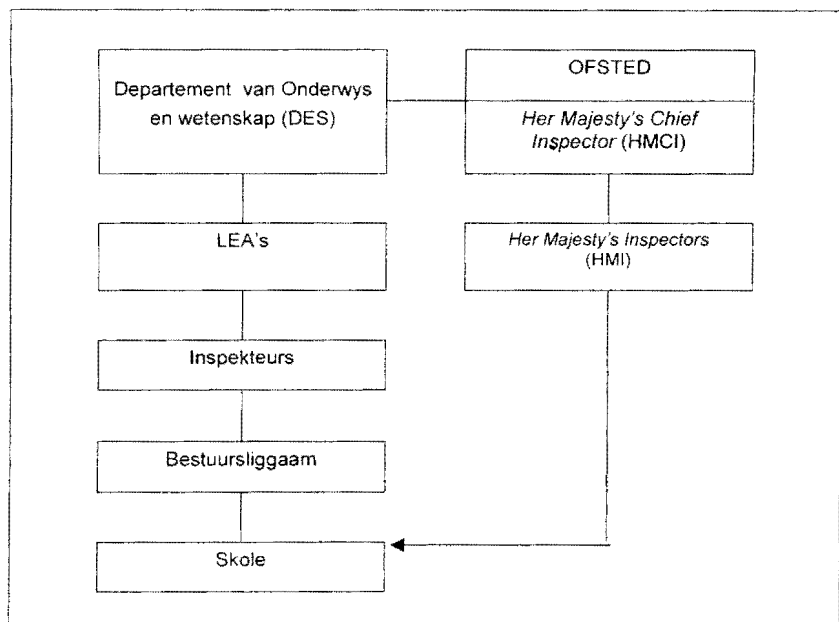 Departement van Onderwys
en wetenskap (DES)
OFSTED
Her Majesty's Chief
Inspector (HMCI)
LEA's
Her Majesty's Inspectors
(HMI)
Inspekteurs
Bestuursliggaam
Skole